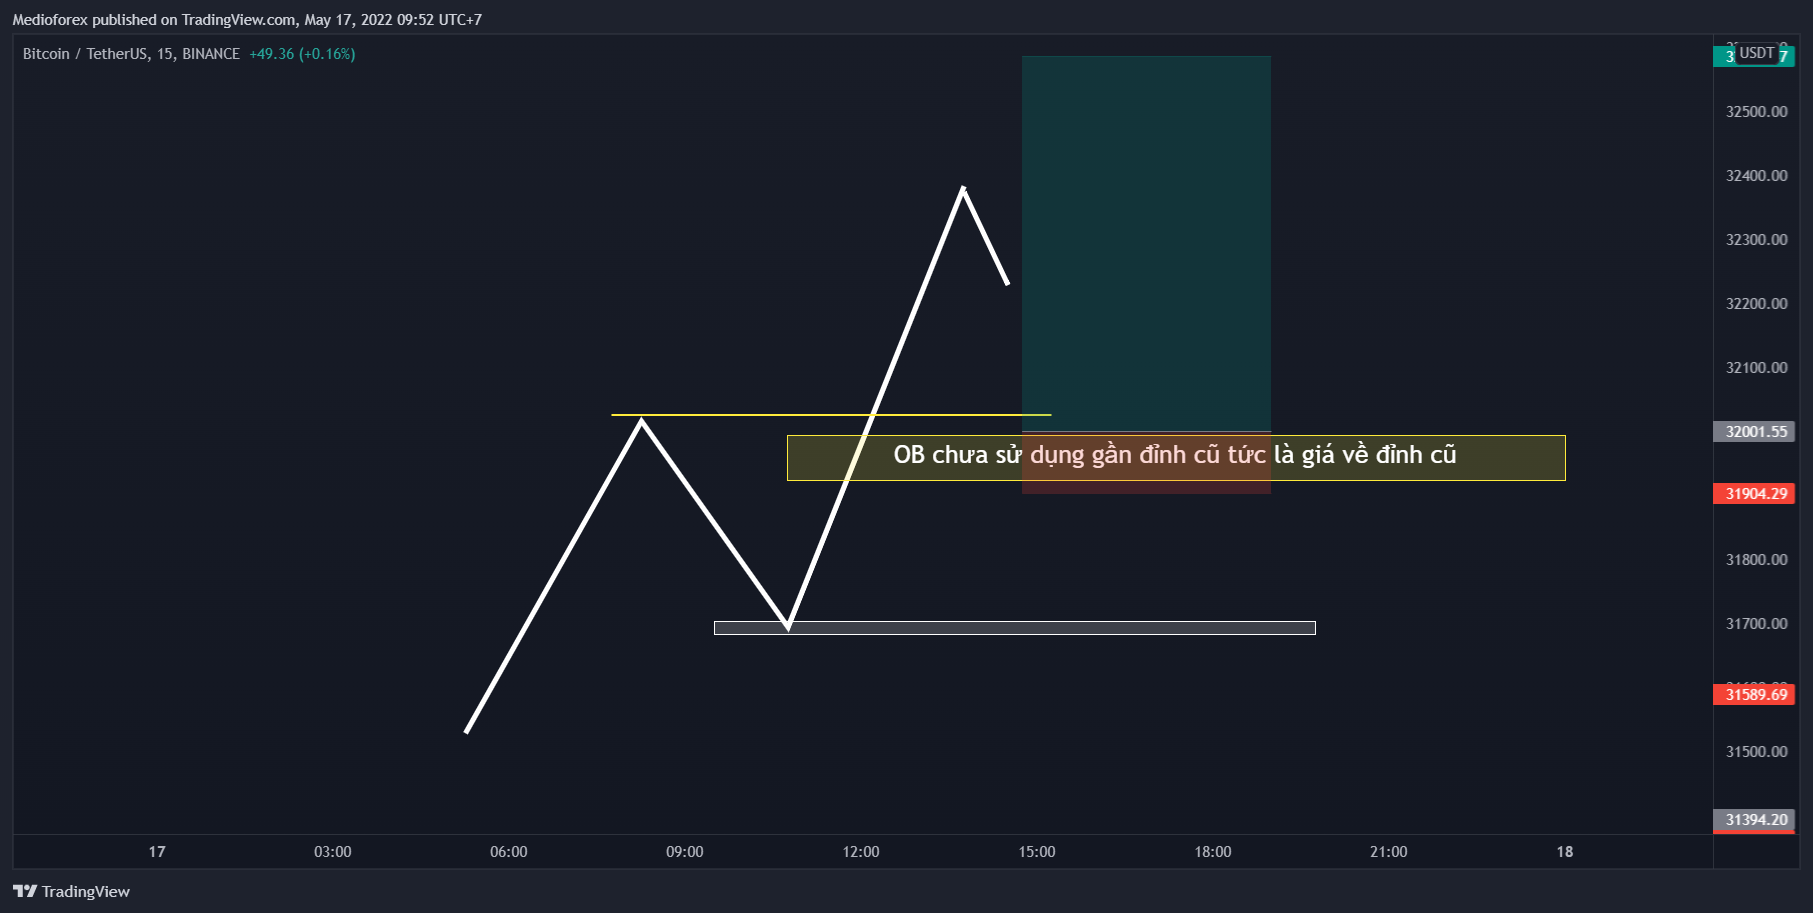 Medioforex published on TradingView.com, May 17, 2022 09:52 UTC+7
Bitcoin / TetherUS, 15, BINANCE +49.36 (+0.16%)
USDT
32500.00
32400.00
32300.00
32200.00
32100.00
32001.55
OB chưa sử dụng gần đỉnh cũ tức là giá về đỉnh cũ
31904.29
31800.00
31700.00
31589.69
31500.00
31394.20
17 03:00 06:00 09:00 12:00 15:00 18:00 21:00 18
TradingView